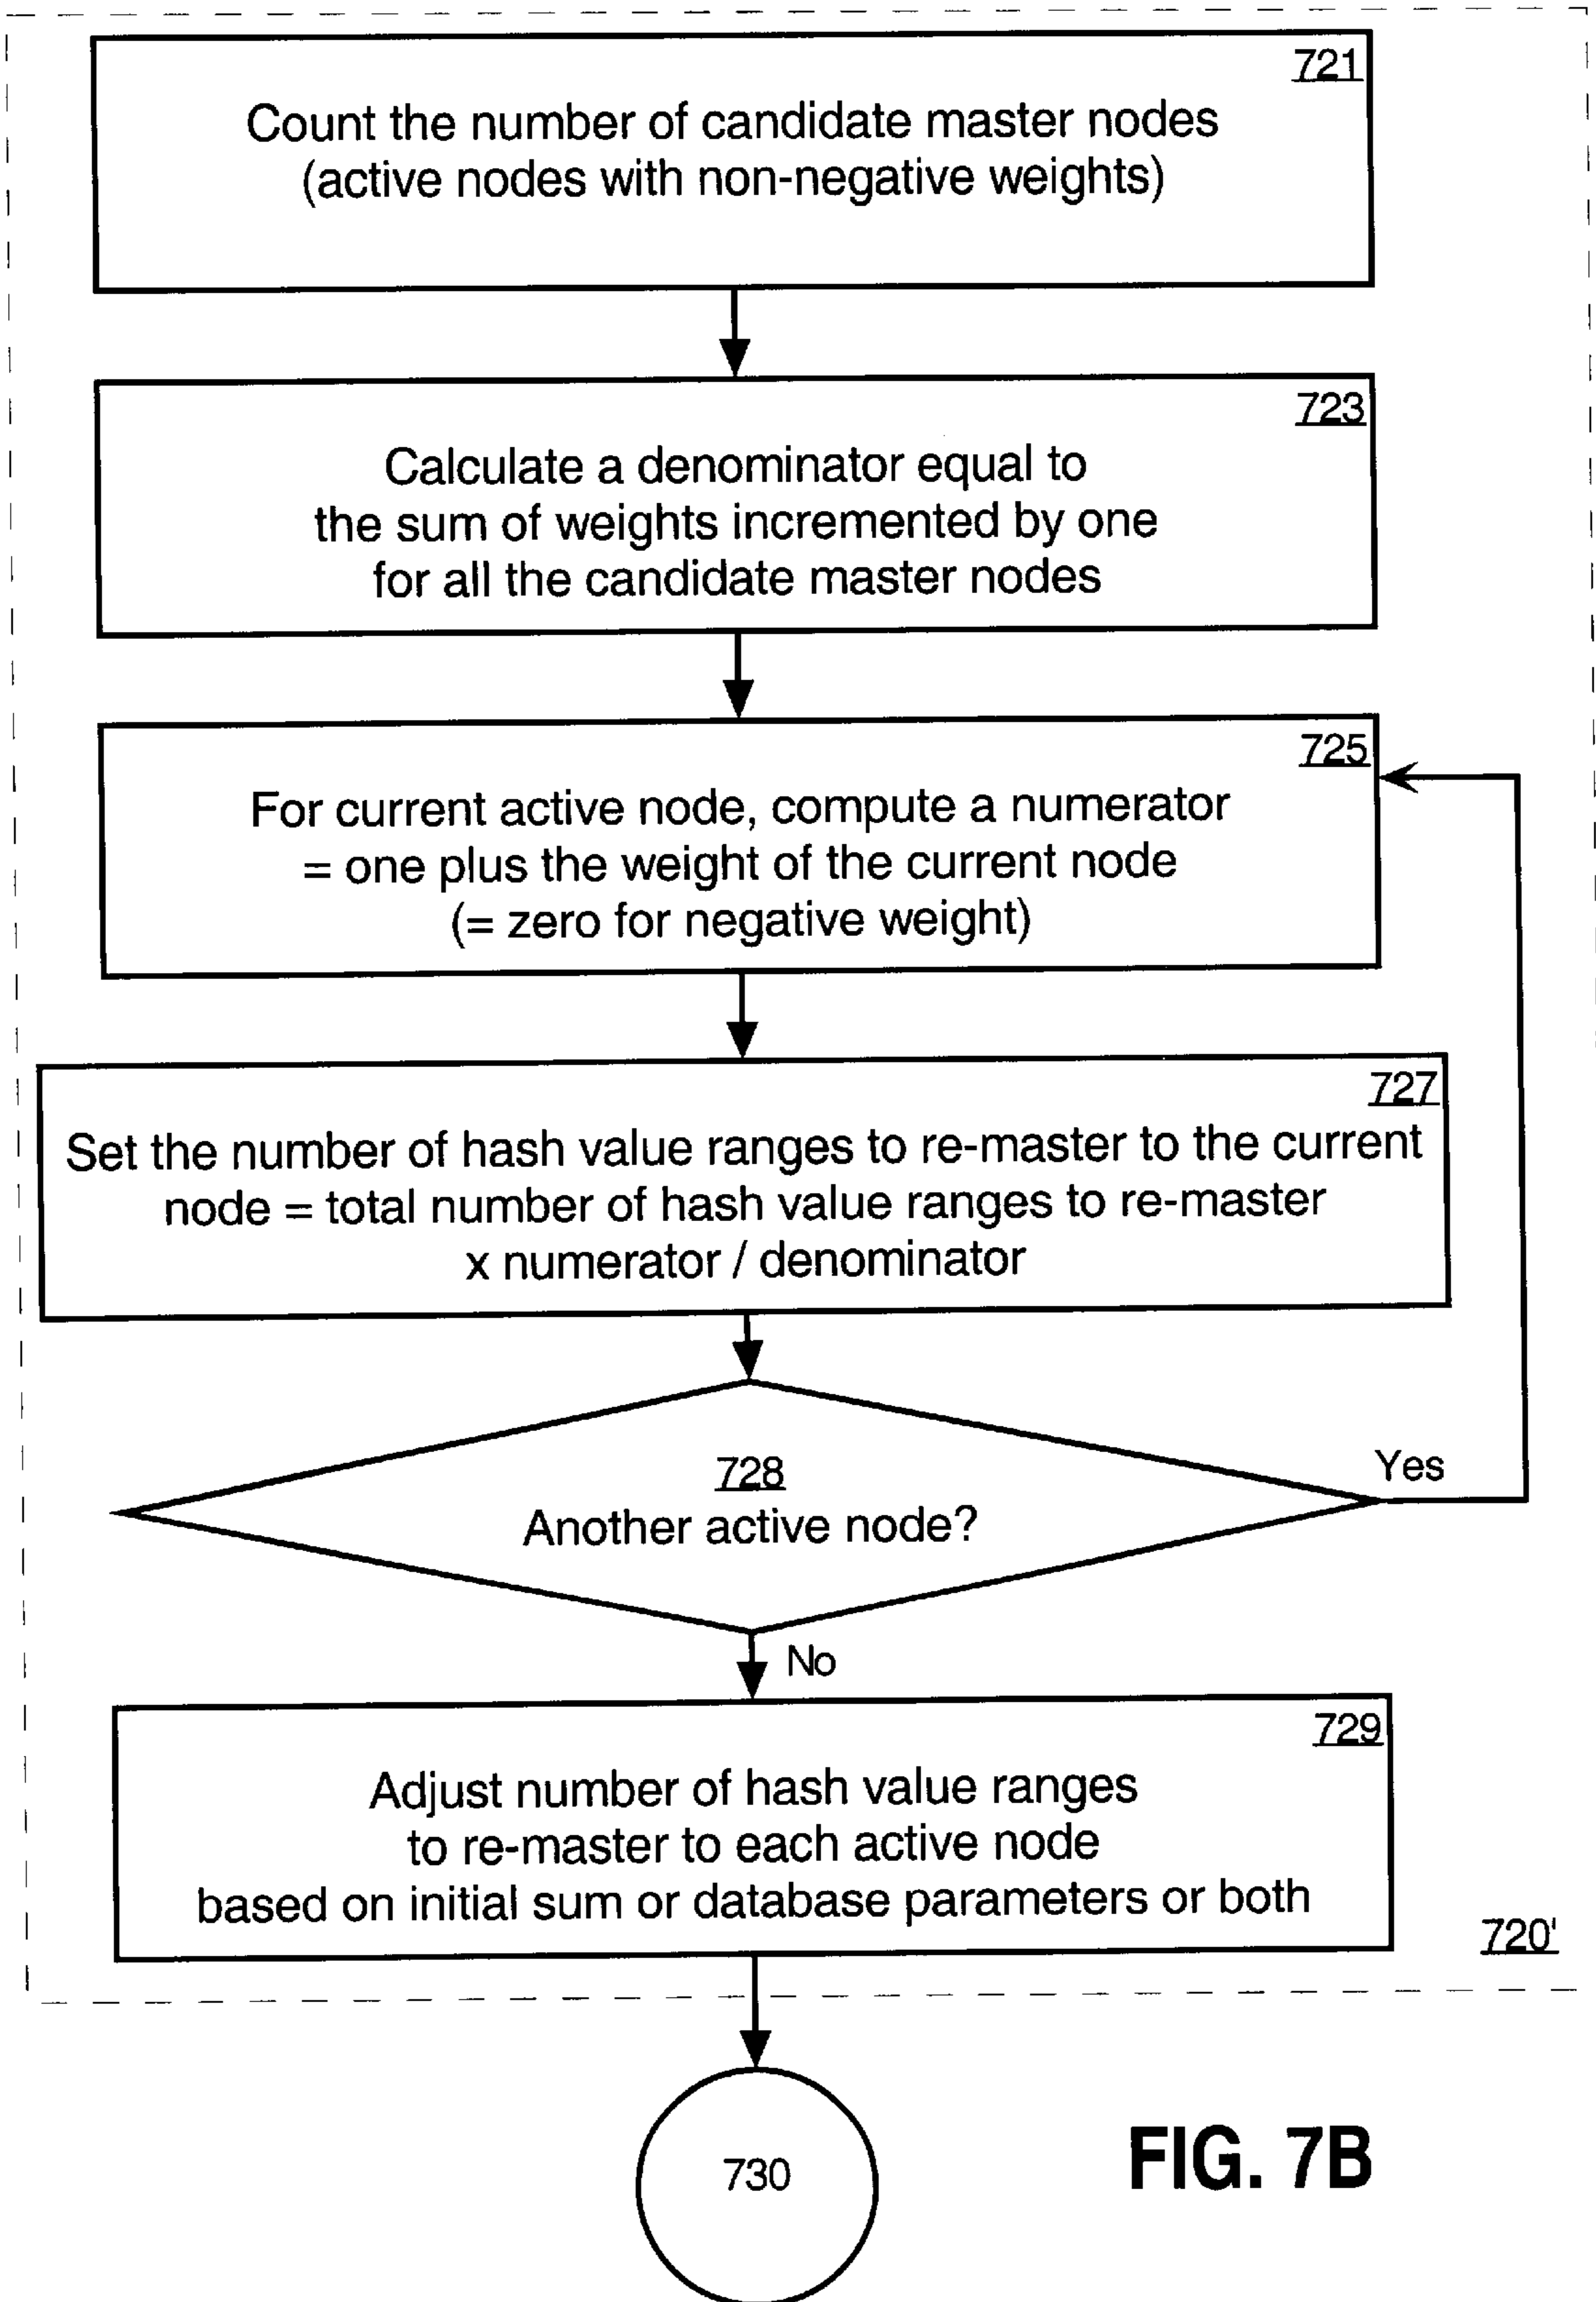 721
Count the number of candidate master nodes
(active nodes with non-negative weights)
723
Calculate a denominator equal to
the sum of weights incremented by one
for all the candidate master nodes
725
For current active node, compute a numerator
= one plus the weight of the current node
(= zero for negative weight)
727
Set the number of hash value ranges to re-master to the current
node = total number of hash value ranges to re-master
x numerator / denominator
728
Another active node?
Yes
No
729
Adjust number of hash value ranges
to re-master to each active node
based on initial sum or database parameters or both
720'
730
FIG. 7B